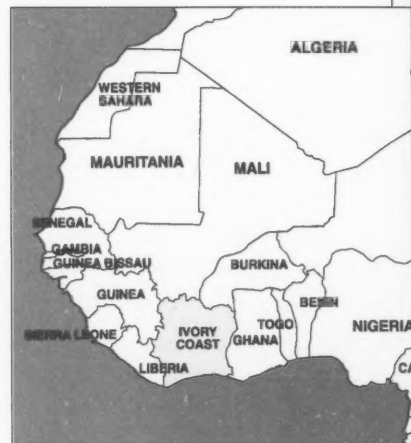 ALGERIA
WESTERN
SAHARA
MAURITANIA
MALI
SENEGAL
GAMBIA
GUINEA BISSAU
BURKINA
GUINEA
BENIN
SIERRA LEONE
IVORY
COAST
TOGO
GHANA
NIGERIA
LIBERIA
CA